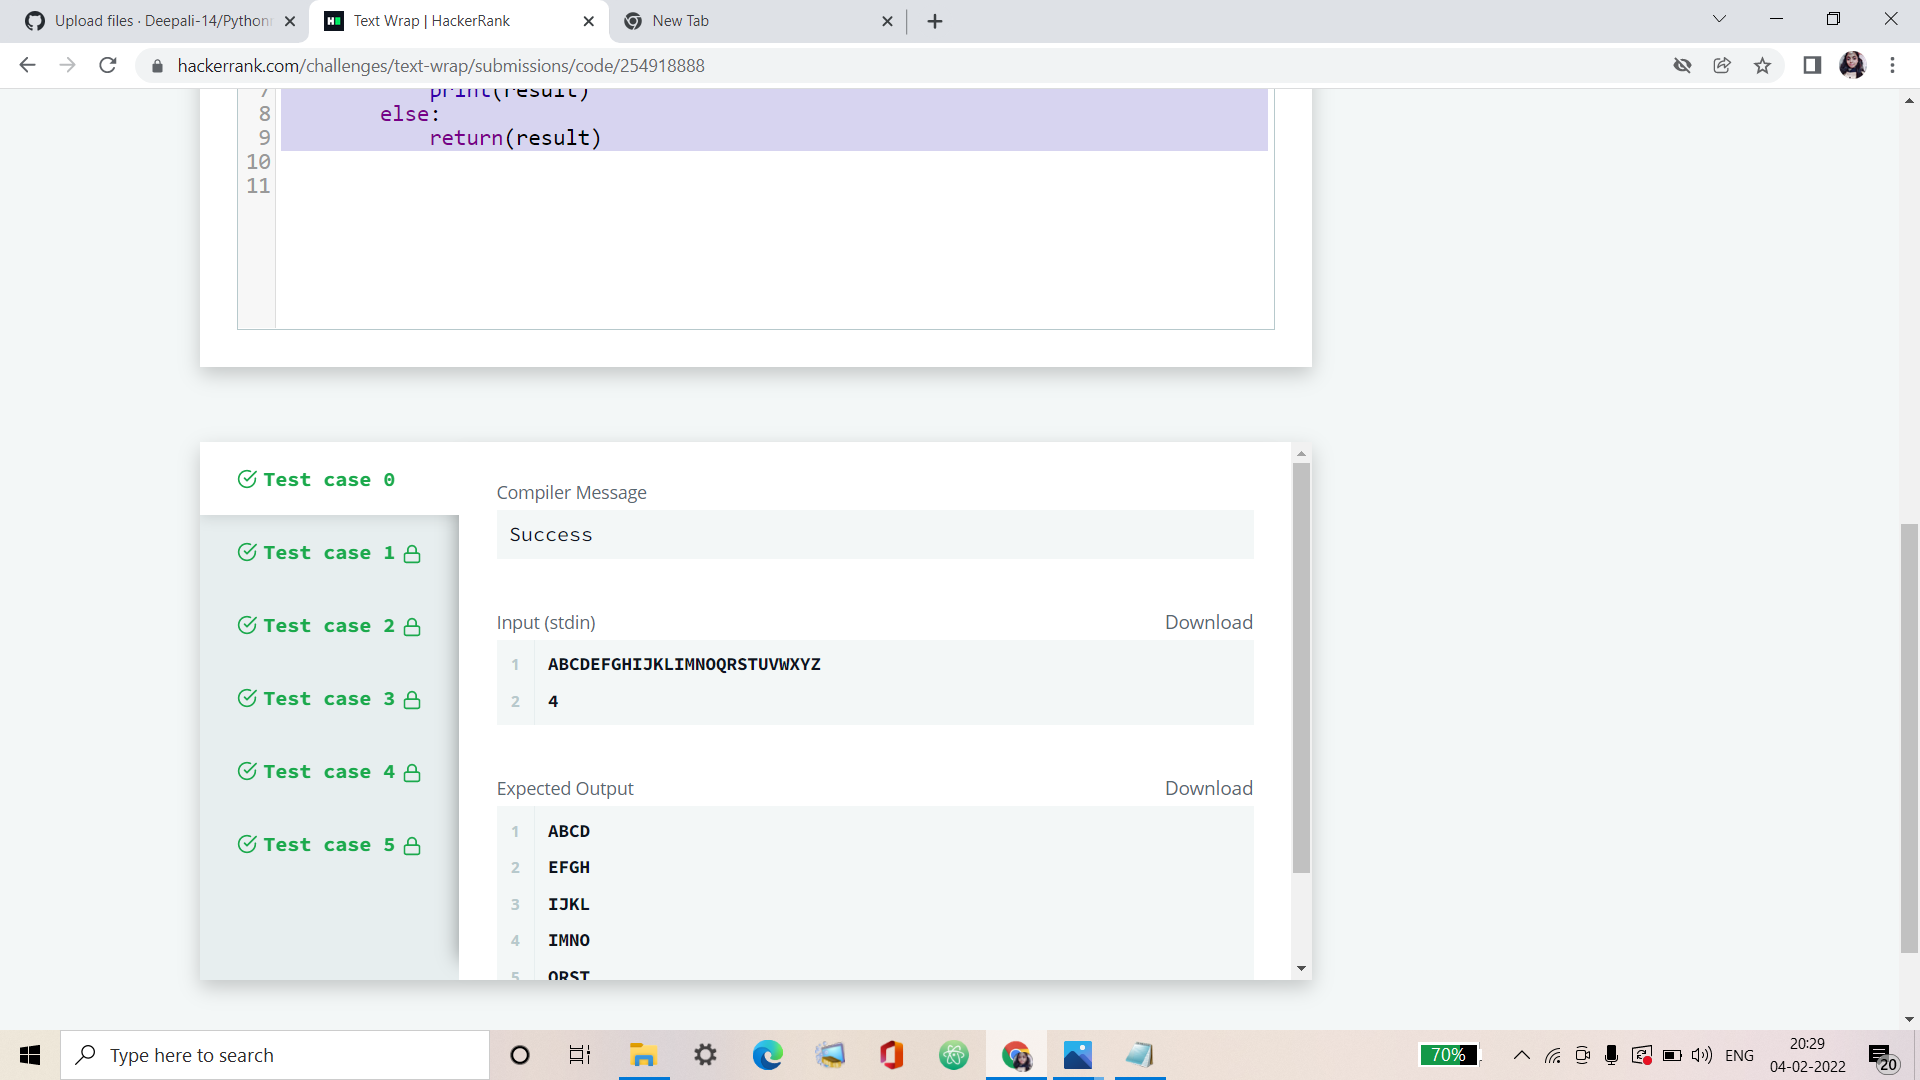 Upload files · Deepali-14/Python
Text Wrap | HackerRank
New Tab
hackerrank.com/challenges/text-wrap/submissions/code/254918888
7 print(result)
8 else:
9 return(result)
10
11
Test case 0
Test case 1
Test case 2
Test case 3
Test case 4
Test case 5
Compiler Message
Success
Input (stdin)
Download
1 ABCDEFGHIJKLIMNOQRSTUVWXYZ
2 4
Expected Output
Download
1 ABCD
2 EFGH
3 IJKL
4 IMNO
5 QRST
Type here to search
70%
ENG
20:29
04-02-2022
20